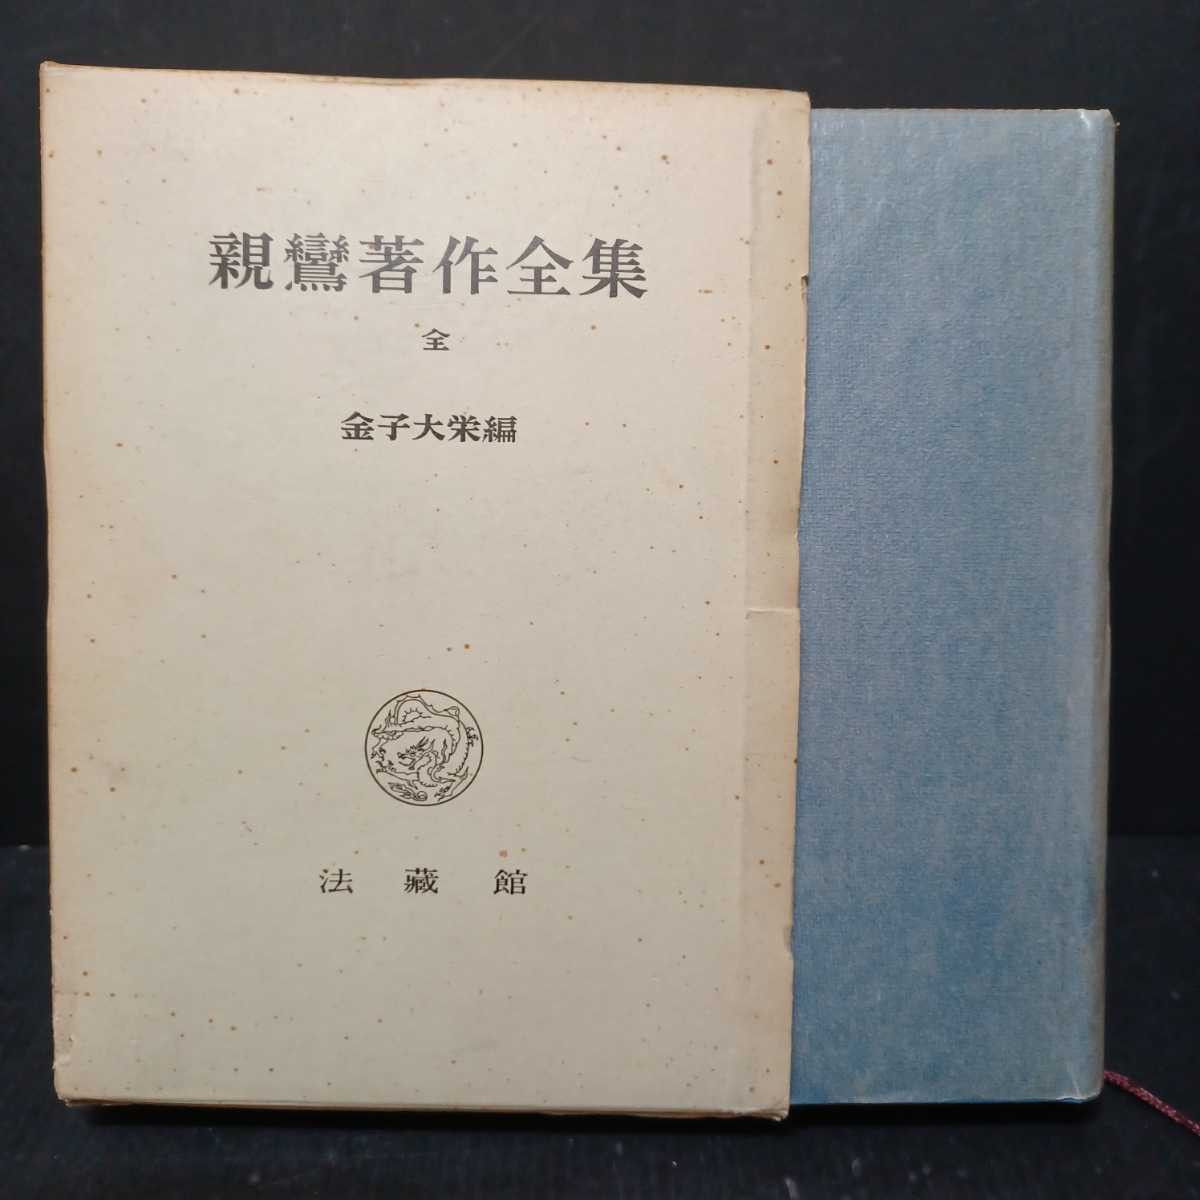 親鸞著作全集
全
金子大栄編
法藏館